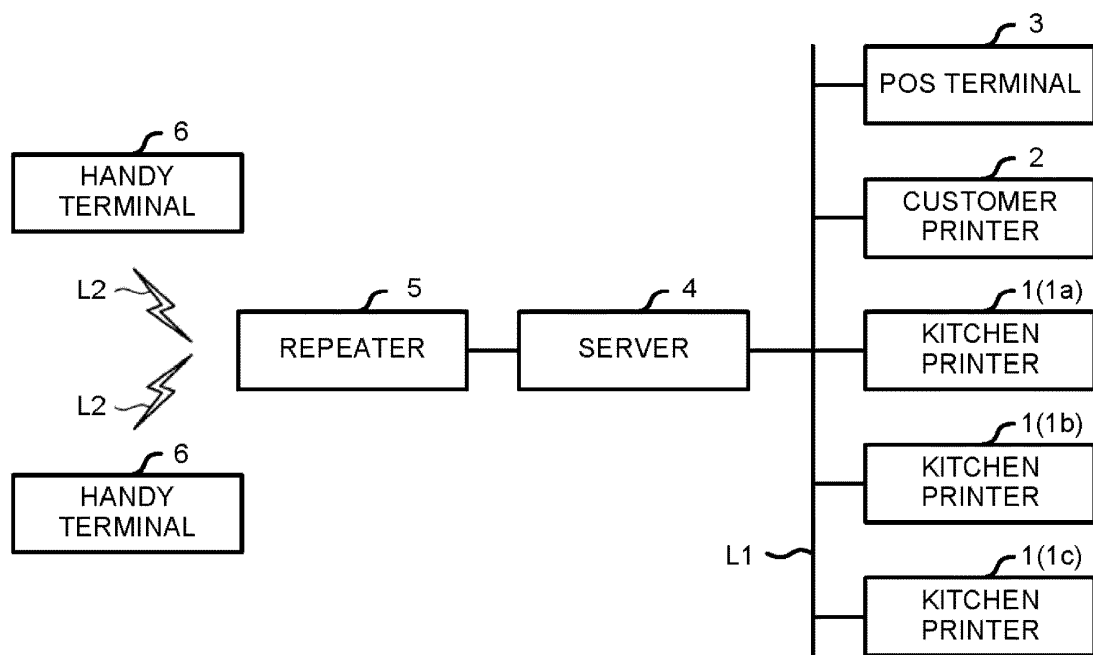 3
POS TERMINAL
6
HANDY
TERMINAL
2
CUSTOMER
PRINTER
L2
5
REPEATER
4
SERVER
1(1a)
KITCHEN
PRINTER
L2
6
HANDY
TERMINAL
1(1b)
KITCHEN
PRINTER
L1
1(1c)
KITCHEN
PRINTER